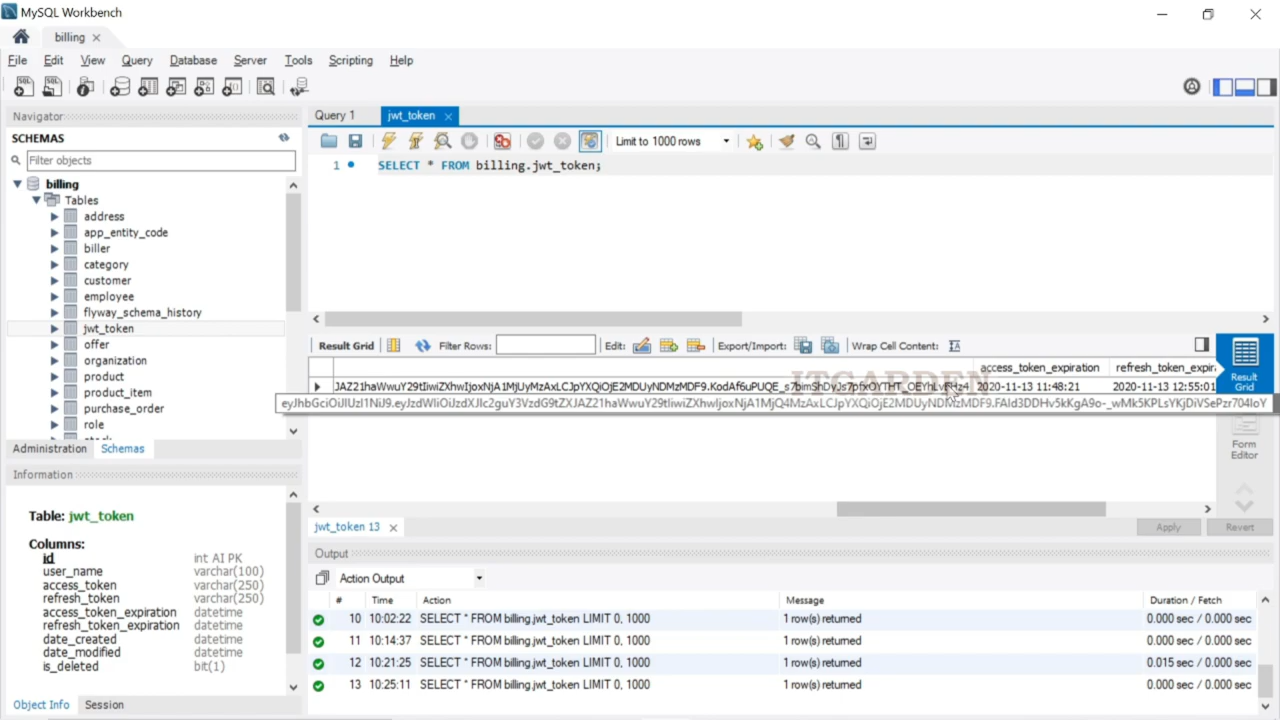 MySQL Workbench
billing
File Edit View Query Database Server Tools Scripting Help
Navigator
SCHEMAS
Filter objects
billing
Tables
address
app_entity_code
biller
category
customer
employee
flyway_schema_history
jwt_token
offer
organization
product
product_item
purchase_order
role
Administration Schemas
Information
Table: jwt_token
Columns:
id int AI PK
user_name varchar(100)
access_token varchar(250)
refresh_token varchar(250)
access_token_expiration datetime
refresh_token_expiration datetime
date_created datetime
date_modified datetime
is_deleted bit(1)
Object Info Session
Query 1 jwt_token
Limit to 1000 rows
1 SELECT * FROM billing.jwt_token;
Result Grid Filter Rows: Edit: Export/Import: Wrap Cell Content:
access_token_expiration refresh_token_expira
2020-11-13 11:48:21 2020-11-13 12:55:01
ITGARDEN
Result
Grid
Form
Editor
jwt_token 13 Apply Revert
Output
Action Output
# Time Action Message Duration / Fetch
10 10:02:22 SELECT * FROM billing.jwt_token LIMIT 0, 1000 1 row(s) returned 0.000 sec / 0.000 sec
11 10:14:37 SELECT * FROM billing.jwt_token LIMIT 0, 1000 1 row(s) returned 0.000 sec / 0.000 sec
12 10:21:25 SELECT * FROM billing.jwt_token LIMIT 0, 1000 1 row(s) returned 0.015 sec / 0.000 sec
13 10:25:11 SELECT * FROM billing.jwt_token LIMIT 0, 1000 1 row(s) returned 0.000 sec / 0.000 sec